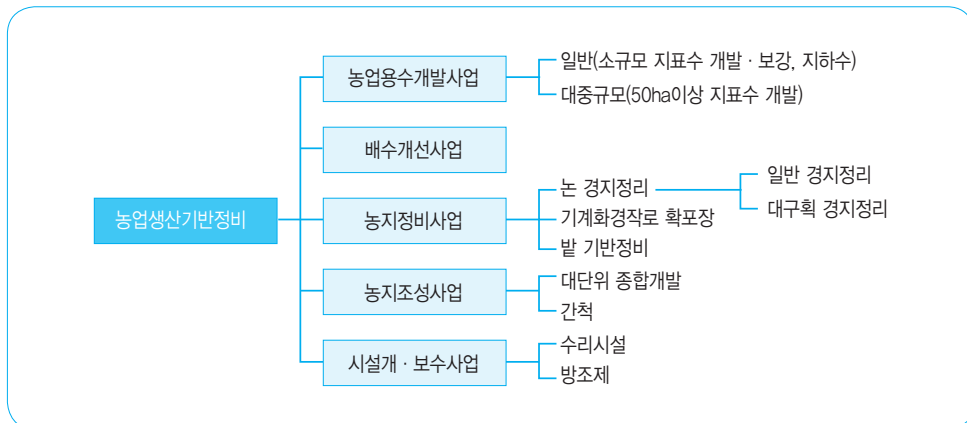 일반(소규모 지표수 개발 · 보강, 지하수)
농업용수개발사업
대중규모(50ha이상 지표수 개발)
배수개선사업
일반 경지정리
논 경지정리
대구획 경지정리
농업생산기반정비
농지정비사업
기계화경작로 확포장
밭 기반정비
대단위 종합개발
농지조성사업
간척
수리시설
시설개 · 보수사업
방조제